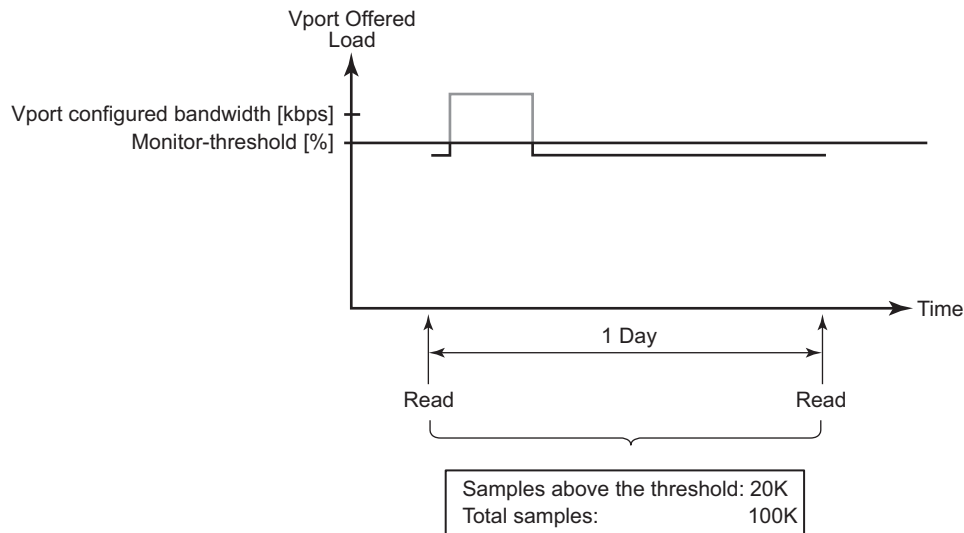 Vport Offered
Load
Vport configured bandwidth [kbps]
Monitor-threshold [%]
Time
1 Day
Read
Read
Samples above the threshold: 20K
Total samples: 100K